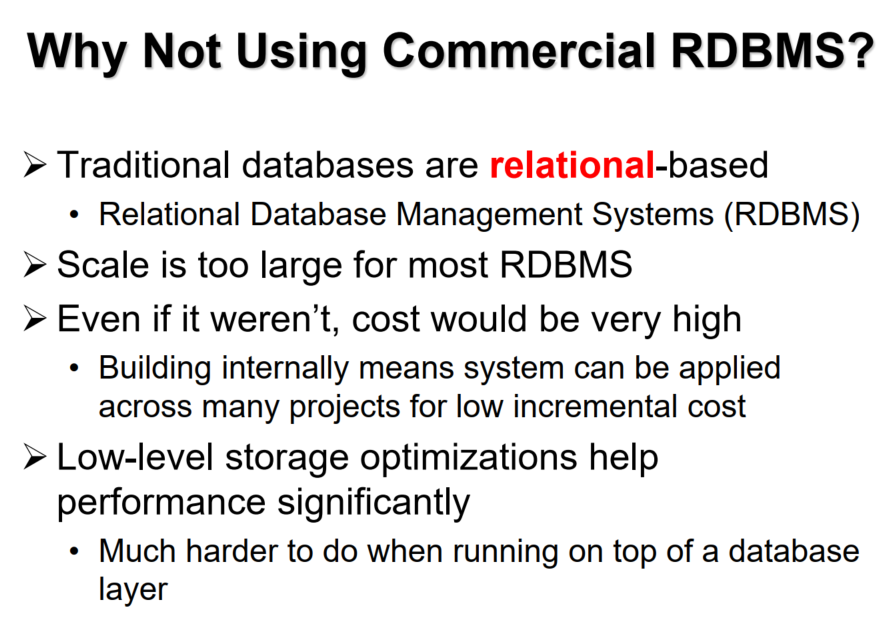 Why Not Using Commercial RDBMS?
➢ Traditional databases are relational-based
• Relational Database Management Systems (RDBMS)
➢ Scale is too large for most RDBMS
➢ Even if it weren’t, cost would be very high
• Building internally means system can be applied
across many projects for low incremental cost
➢ Low-level storage optimizations help
performance significantly
• Much harder to do when running on top of a database
layer